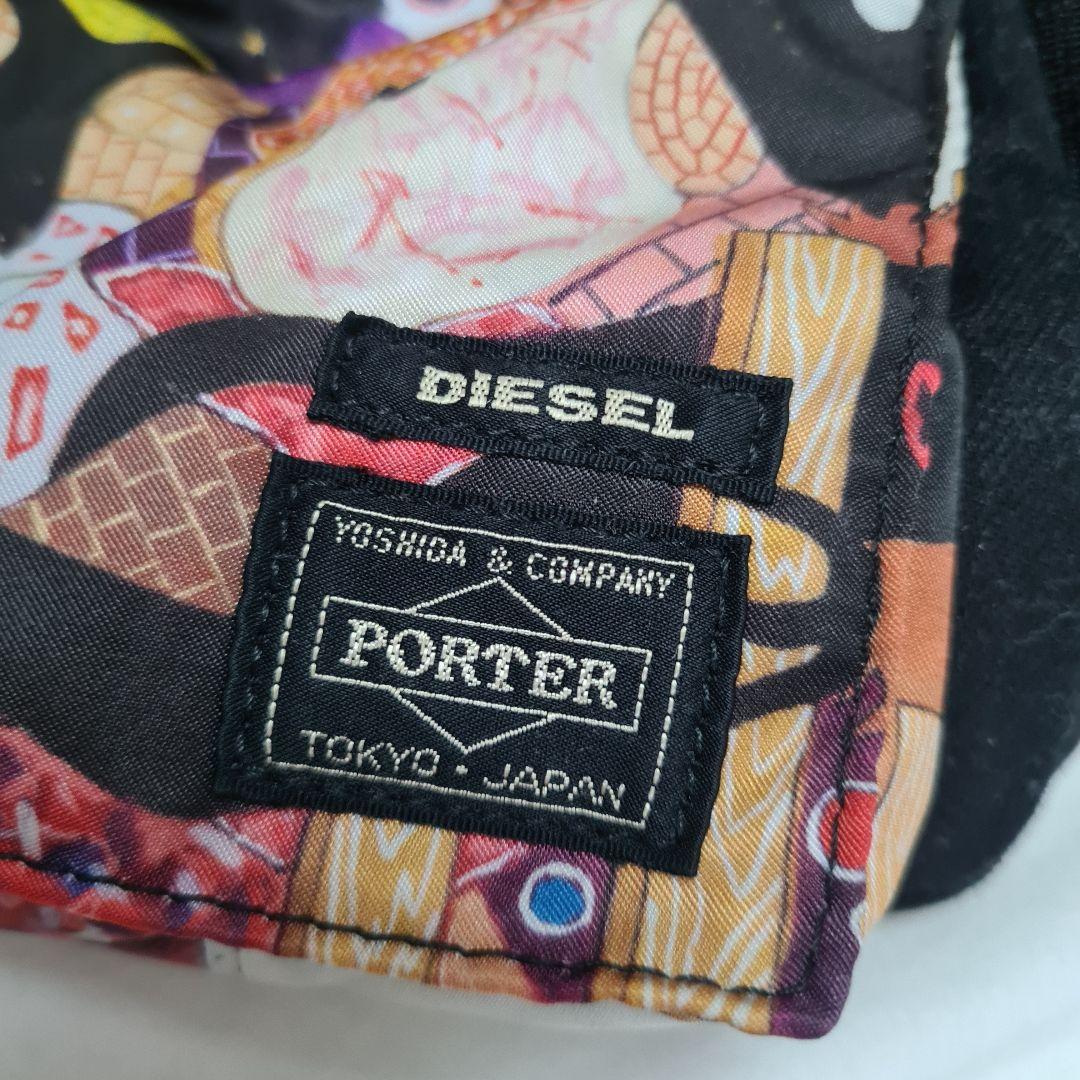 DIESEL
YOSHIDA & COMPANY
PORTER
TOKYO · JAPAN